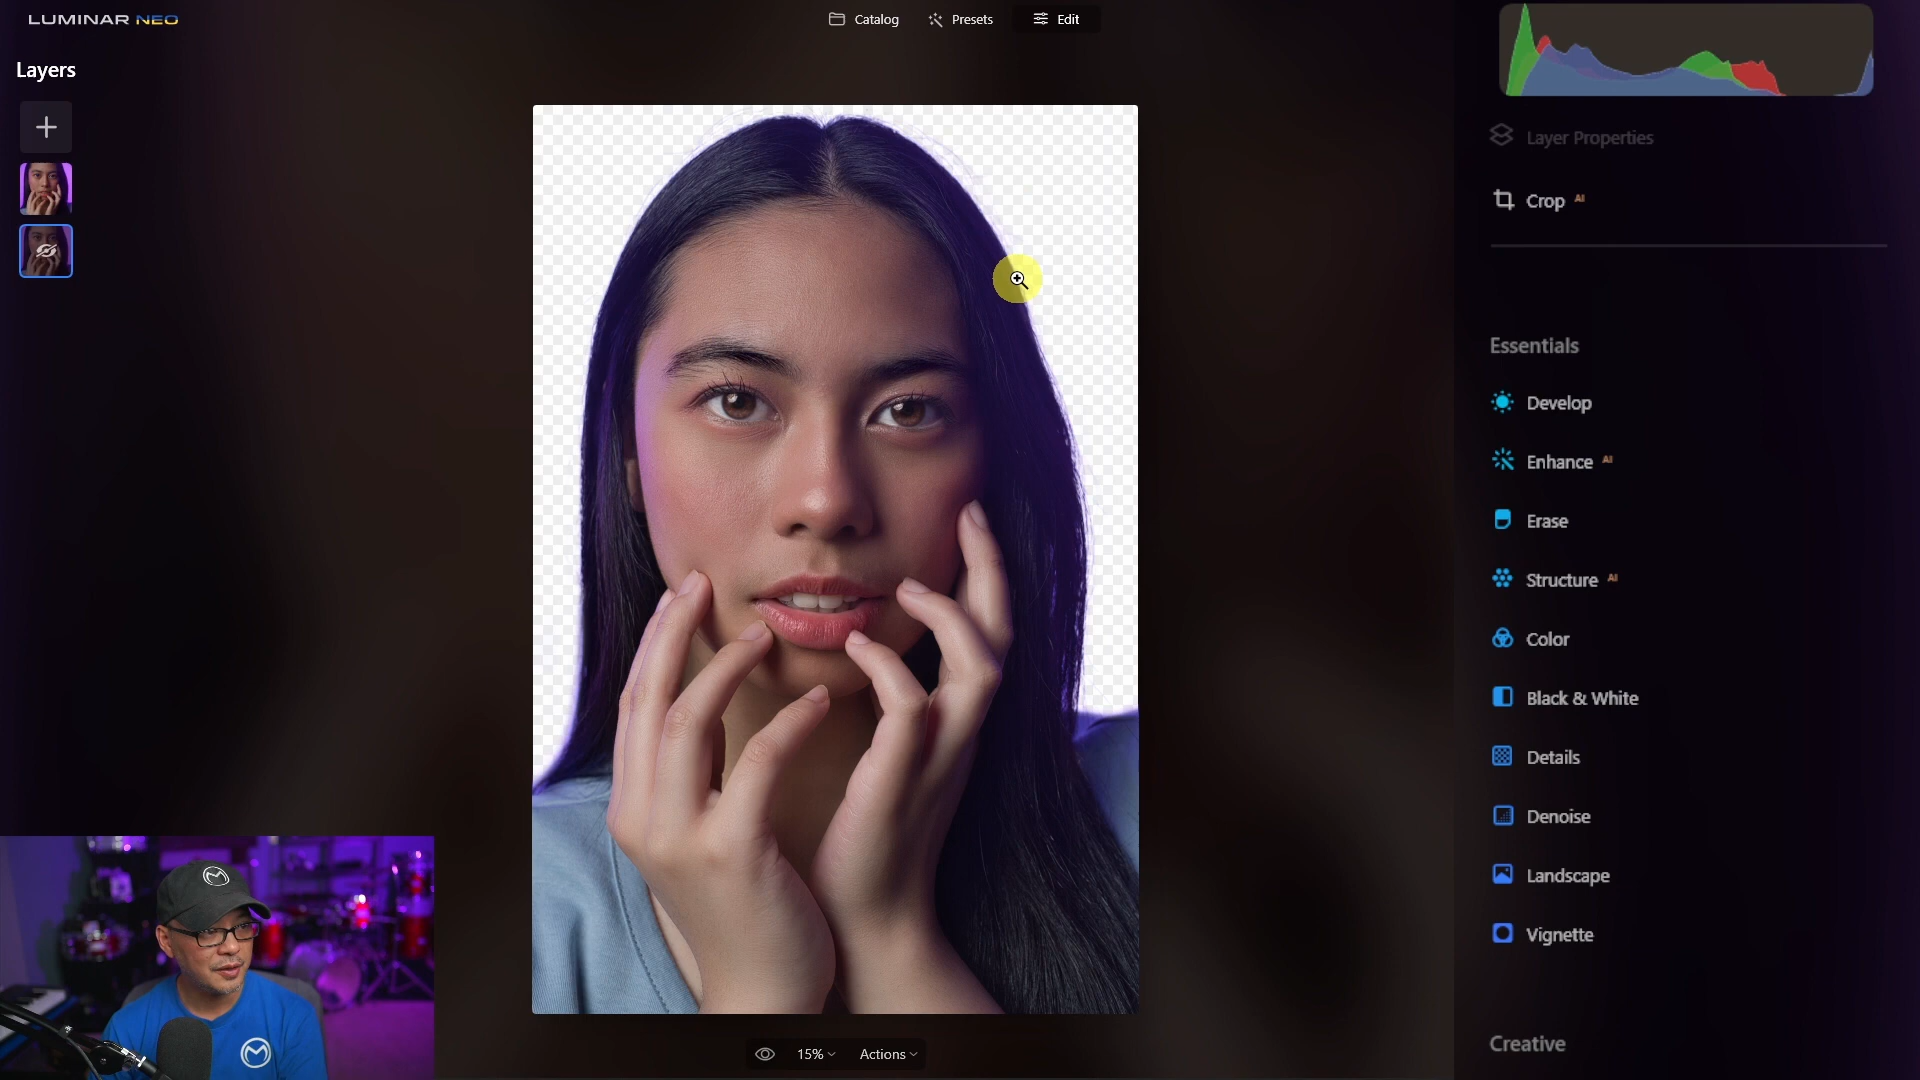 LUMINAR NEO
Catalog
Presets
Edit
Layers
Layer Properties
Crop AI
Essentials
Develop
Enhance AI
Erase
Structure AI
Color
Black & White
Details
Denoise
Landscape
Vignette
Creative
15%
Actions